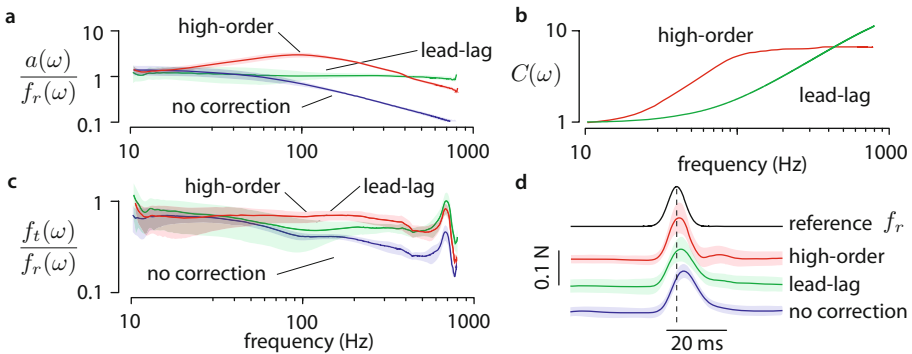 a
10
1
0.1
a(ω)
f_r(ω)
high-order
lead-lag
no correction
10
100
1000
b
10
1
C(ω)
high-order
lead-lag
10
100
1000
frequency (Hz)
c
1
0.1
f_t(ω)
f_r(ω)
high-order
lead-lag
no correction
10
100
1000
frequency (Hz)
d
reference f_r
high-order
lead-lag
no correction
0.1 N
20 ms